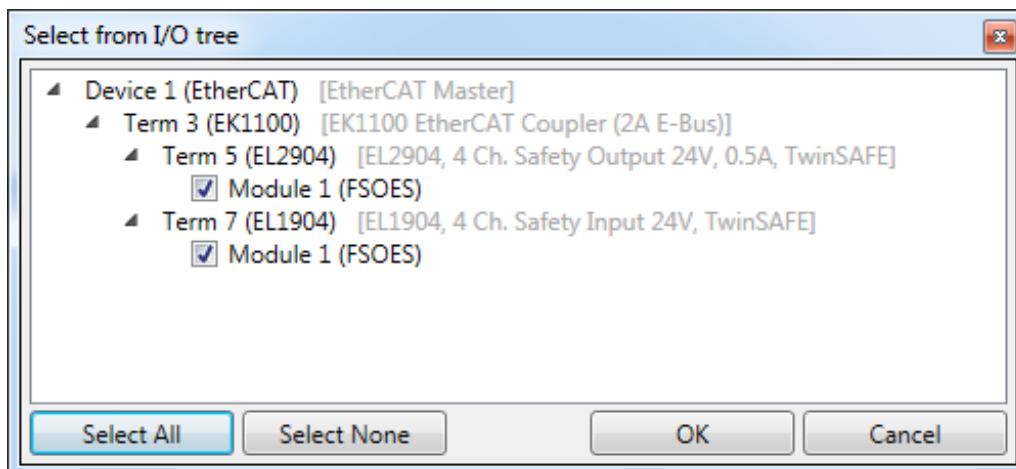 Select from I/O tree
Device 1 (EtherCAT) [EtherCAT Master]
Term 3 (EK1100) [EK1100 EtherCAT Coupler (2A E-Bus)]
Term 5 (EL2904) [EL2904, 4 Ch. Safety Output 24V, 0.5A, TwinSAFE]
Module 1 (FSOES)
Term 7 (EL1904) [EL1904, 4 Ch. Safety Input 24V, TwinSAFE]
Module 1 (FSOES)
Select All Select None OK Cancel